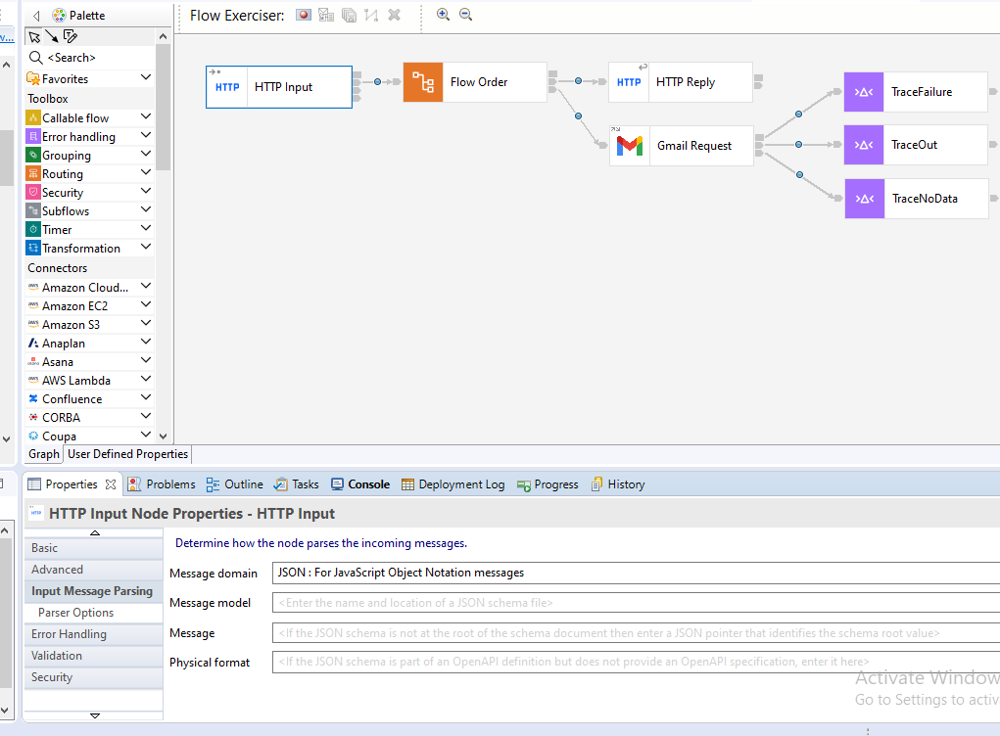 Palette
Flow Exerciser:
w...
<Search>
Favorites
Toolbox
Callable flow
Error handling
Grouping
Routing
Security
Subflows
Timer
Transformation
Connectors
Amazon Cloud...
Amazon EC2
Amazon S3
Anaplan
Asana
AWS Lambda
Confluence
CORBA
Coupa
HTTP
HTTP Input
Flow Order
HTTP
HTTP Reply
Gmail Request
TraceFailure
TraceOut
TraceNoData
Graph
User Defined Properties
Properties
Problems
Outline
Tasks
Console
Deployment Log
Progress
History
HTTP Input Node Properties - HTTP Input
Basic
Advanced
Input Message Parsing
Parser Options
Error Handling
Validation
Security
Determine how the node parses the incoming messages.
Message domain
JSON : For JavaScript Object Notation messages
Message model
<Enter the name and location of a JSON schema file>
Message
<If the JSON schema is not at the root of the schema document then enter a JSON pointer that identifies the schema root value>
Physical format
<If the JSON schema is part of an OpenAPI definition but does not provide an OpenAPI specification, enter it here>
Activate Window
Go to Settings to activ